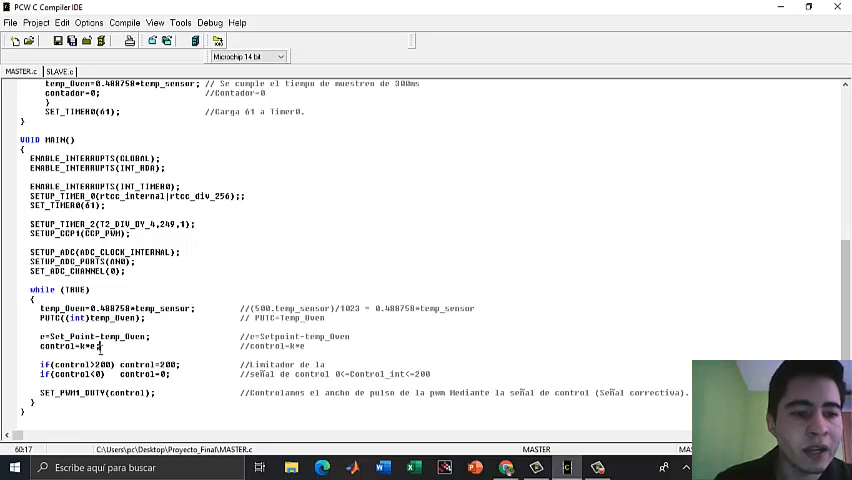 PCW C Compiler IDE
File Project Edit Options Compile View Tools Debug Help
Microchip 14 bit
MASTER.c SLAVE.c
temp_Oven=0.488758*temp_sensor; // Se cumple el tiempo de muestreo de 300ms
contador=0; //Contador=0
}
SET_TIMER0(61); //Carga 61 a Timer0.
}
VOID MAIN()
{
ENABLE_INTERRUPTS(GLOBAL);
ENABLE_INTERRUPTS(INT_RDA);
ENABLE_INTERRUPTS(INT_TIMER0);
SETUP_TIMER_0(rtcc_internal|rtcc_div_256);;
SET_TIMER0(61);
SETUP_TIMER_2(T2_DIV_BY_4,249,1);
SETUP_CCP1(CCP_PWM);
SETUP_ADC(ADC_CLOCK_INTERNAL);
SETUP_ADC_PORTS(AN0);
SET_ADC_CHANNEL(0);
while (TRUE)
{
temp_Oven=0.488758*temp_sensor; //(500.temp_sensor)/1023 = 0.488758*temp_sensor
PUTC((int)temp_Oven); // PUTC=Temp_Oven
e=Set_Point-temp_Oven; //e=Setpoint-temp_Oven
control=k*e; //control=k*e
if(control>200) control=200; //Limitador de la
if(control<0) control=0; //señal de control 0<=Control_int<=200
SET_PWM1_DUTY(control); //Controlamos el ancho de pulso de la pwm Mediante la señal de control (Señal correctiva).
}
}
60:17 C:\Users\pc\Desktop\Proyecto_Final\MASTER.c MASTER MAS
Escribe aquí para buscar